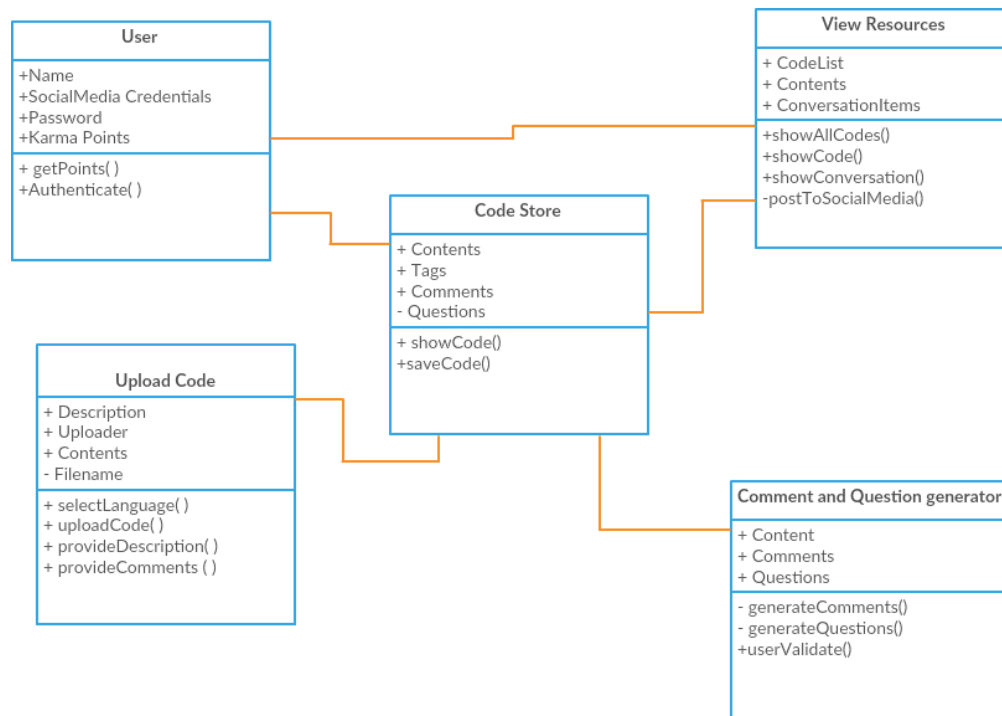 User
+Name
+SocialMedia Credentials
+Password
+Karma Points
+ getPoints( )
+Authenticate( )
View Resources
+ CodeList
+ Contents
+ ConversationItems
+showAllCodes()
+showCode()
+showConversation()
-postToSocialMedia()
Code Store
+ Contents
+ Tags
+ Comments
- Questions
+ showCode()
+saveCode()
Upload Code
+ Description
+ Uploader
+ Contents
- Filename
+ selectLanguage( )
+ uploadCode( )
+ provideDescription( )
+ provideComments ( )
Comment and Question generator
+ Content
+ Comments
+ Questions
- generateComments()
- generateQuestions()
+userValidate()